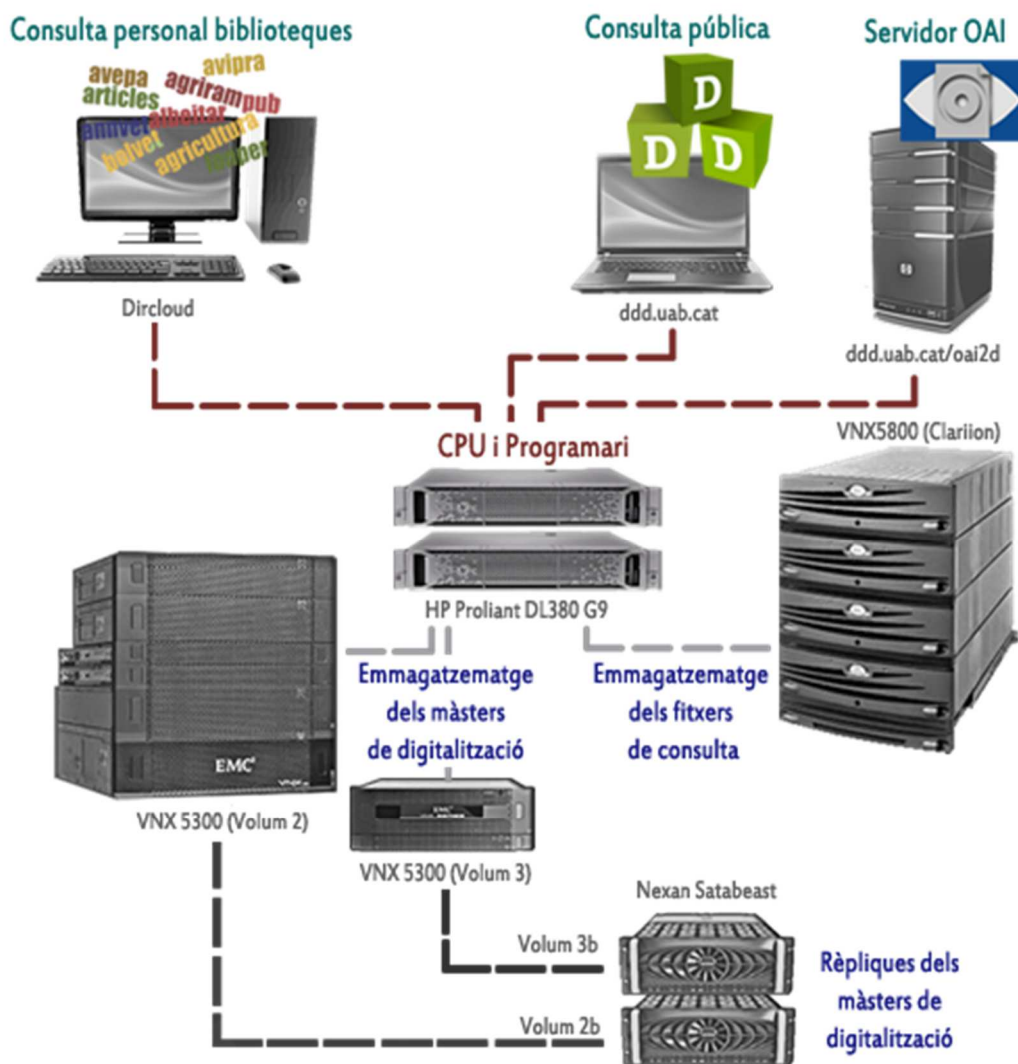 Consulta personal biblioteques
Consulta pública
Servidor OAI
avepa
avipra
articles
agrirampub
albeitar
agricultura
D
D
D
Dircloud
ddd.uab.cat
ddd.uab.cat/oai2d
CPU i Programari
VNX5800 (Clariion)
HP Proliant DL380 G9
Emmagatzematge
dels màsters
de digitalització
Emmagatzematge
dels fitxers
de consulta
EMC²
VNX 5300 (Volum 2)
EMC²
VNX 5300 (Volum 3)
Nexan Satabeast
Volum 3b
Volum 2b
Rèpliques dels
màsters de
digitalització